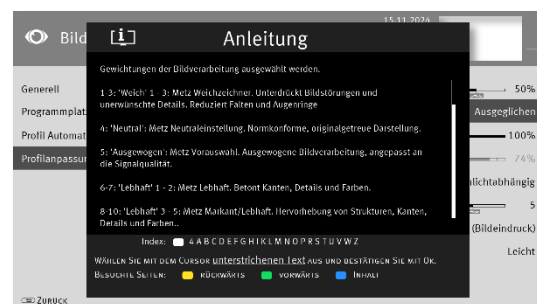 15.11.2024
Bild
[i]
Anleitung
Gewichtungen der Bildverarbeitung ausgewählt werden.
1-3: 'Weich' 1 - 3: Metz Weichzeichner. Unterdrückt Bildstörungen und
unerwünschte Details. Reduziert Falten und Augenringe
4: 'Neutral': Metz Neutraleinstellung. Normkonforme, originalgetreue Darstellung.
5: 'Ausgewogen': Metz Vorauswahl. Ausgewogene Bildverarbeitung, angepasst an
die Signalqualität.
6-7: 'Lebhaft' 1 - 2: Metz Lebhaft. Betont Kanten, Details und Farben.
8-10: 'Lebhaft' 3 - 5: Metz Markant/Lebhaft. Hervorhebung von Strukturen, Kanten,
Details und Farben..
Index: 4ABCDEFGHIKLMNOPRSTUVWZ
Wählen Sie mit dem Cursor unterstrichenen Text aus und bestätigen Sie mit Ok.
Besuchte Seiten: rückwärts vorwärts Inhalt
Generell
Programmplat
Profil Automat
Profilanpassun
50%
Ausgeglichen
100%
74%
lichtabhängig
5
(Bildeindruck)
Leicht
Zurück